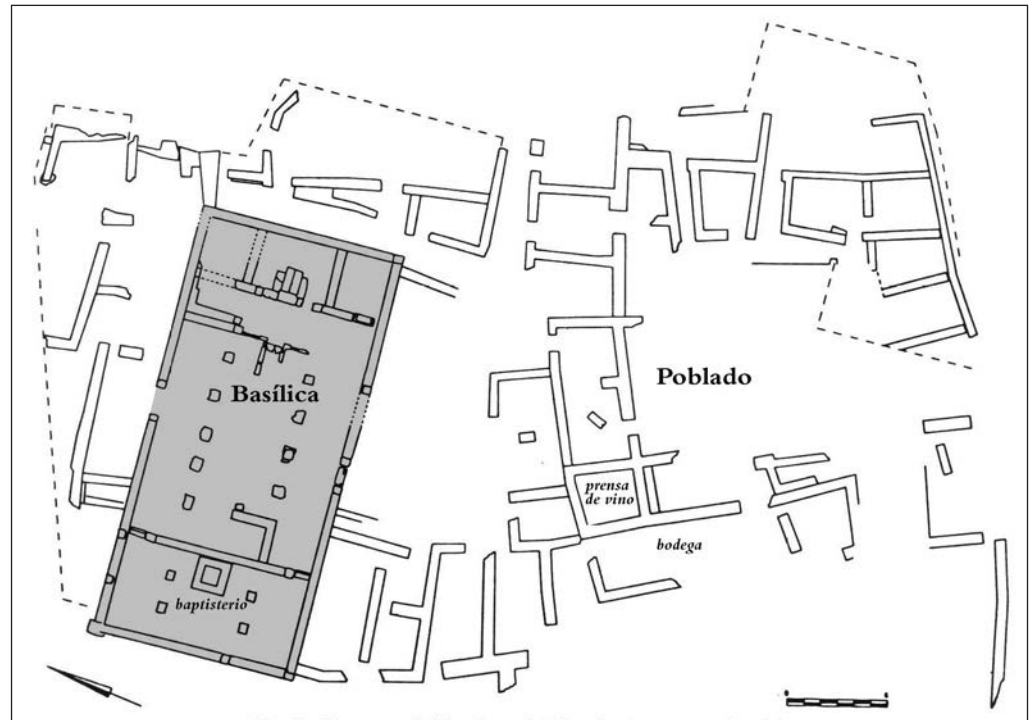 Basílica
Poblado
prensa
de vino
bodega
baptisterio